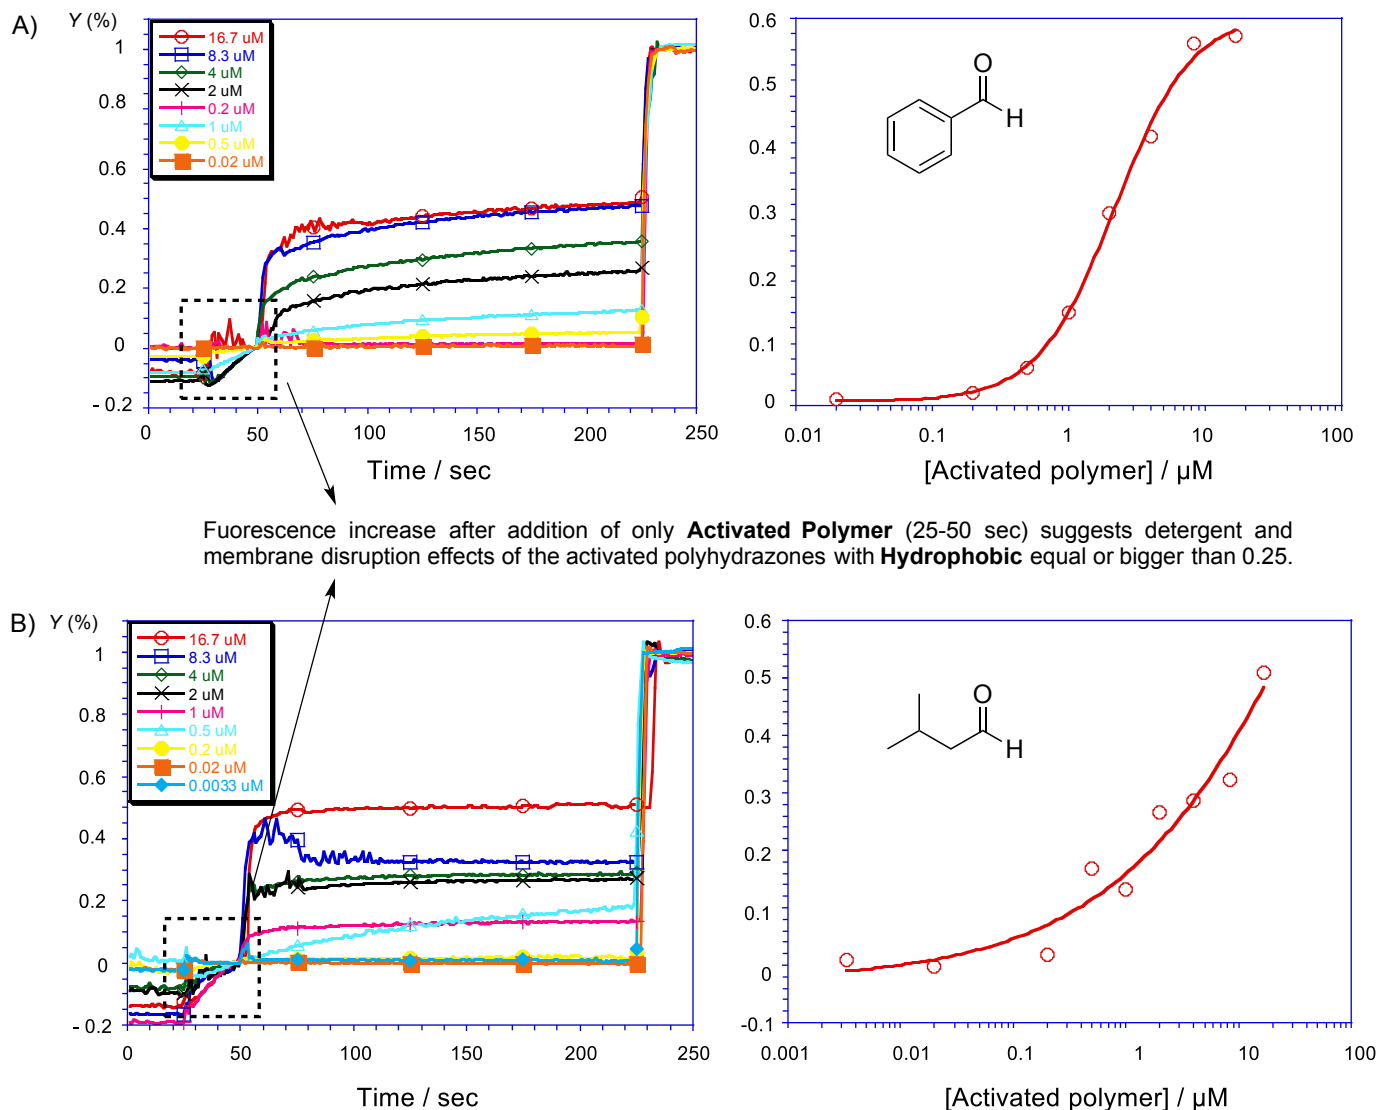 A)
Y (%)
16.7 uM
8.3 uM
4 uM
2 uM
0.2 uM
1 uM
0.5 uM
0.02 uM
1
0.8
0.6
0.4
0.2
0
- 0.2
0
50
100
150
200
250
Time / sec
0.6
0.5
0.4
0.3
0.2
0.1
0
O
H
0.01
0.1
1
10
100
[Activated polymer] / µM
Fluorescence increase after addition of only Activated Polymer (25-50 sec) suggests detergent and
membrane disruption effects of the activated polyhydrazones with Hydrophobic equal or bigger than 0.25.
B)
Y (%)
16.7 uM
8.3 uM
4 uM
2 uM
1 uM
0.5 uM
0.2 uM
0.02 uM
0.0033 uM
1
0.8
0.6
0.4
0.2
0
- 0.2
0
50
100
150
200
250
Time / sec
0.6
0.5
0.4
0.3
0.2
0.1
0
-0.1
O
H
0.001
0.01
0.1
1
10
100
[Activated polymer] / µM